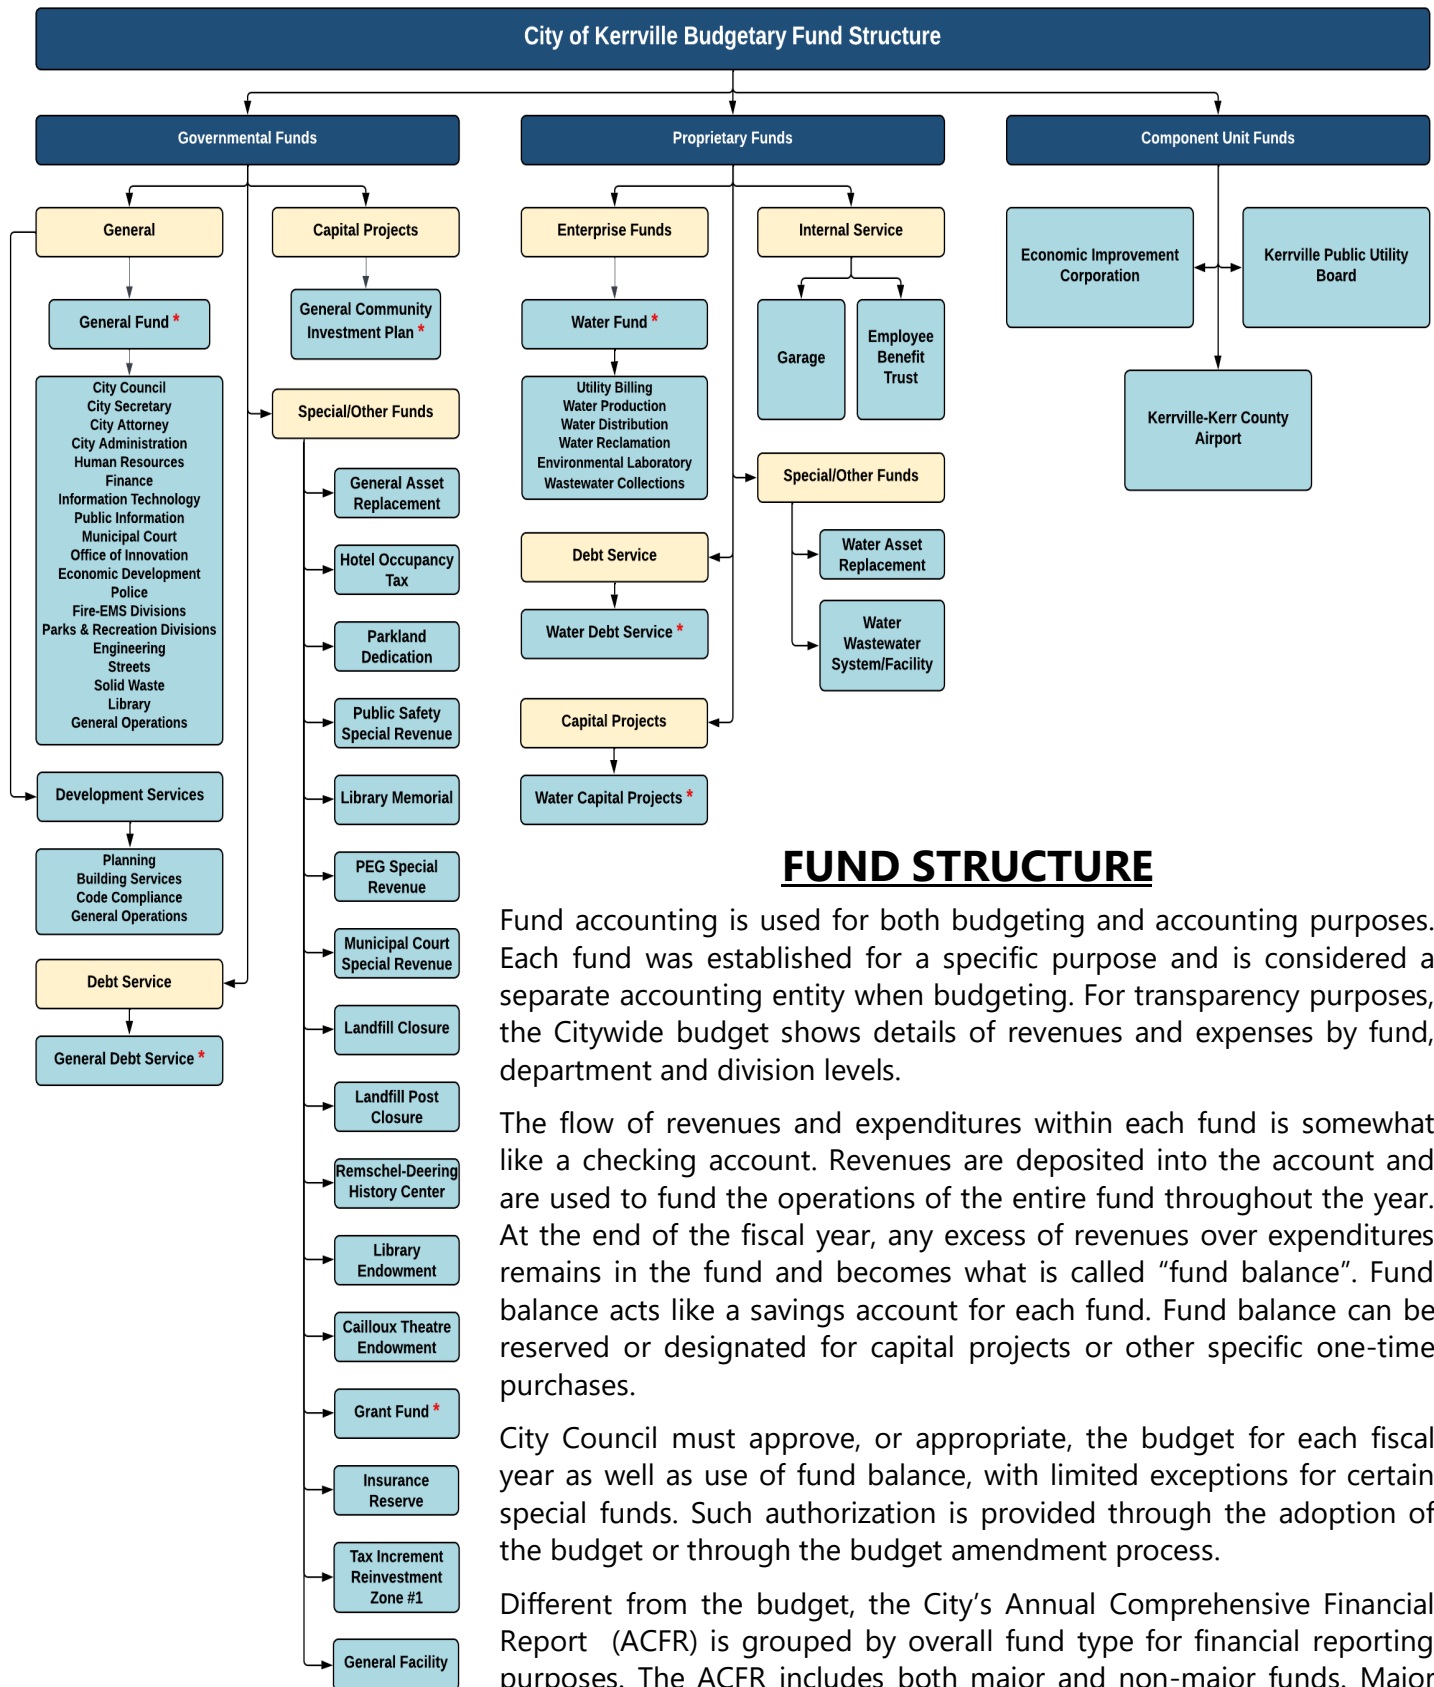 City of Kerrville Budgetary Fund Structure
Governmental Funds
General
General Fund *
City Council
City Secretary
City Attorney
City Administration
Human Resources
Finance
Information Technology
Public Information
Municipal Court
Office of Innovation
Economic Development
Police
Fire-EMS Divisions
Parks & Recreation Divisions
Engineering
Streets
Solid Waste
Library
General Operations
Development Services
Planning
Building Services
Code Compliance
General Operations
Debt Service
General Debt Service *
Capital Projects
General Community
Investment Plan *
Special/Other Funds
General Asset
Replacement
Hotel Occupancy
Tax
Parkland
Dedication
Public Safety
Special Revenue
Library Memorial
PEG Special
Revenue
Municipal Court
Special Revenue
Landfill Closure
Landfill Post
Closure
Remschel-Deering
History Center
Library
Endowment
Cailloux Theatre
Endowment
Grant Fund *
Insurance
Reserve
Tax Increment
Reinvestment
Zone #1
General Facility
Proprietary Funds
Enterprise Funds
Water Fund *
Utility Billing
Water Production
Water Distribution
Water Reclamation
Environmental Laboratory
Wastewater Collections
Debt Service
Water Debt Service *
Capital Projects
Water Capital Projects *
Internal Service
Garage
Employee
Benefit
Trust
Special/Other Funds
Water Asset
Replacement
Water
Wastewater
System/Facility
Component Unit Funds
Economic Improvement
Corporation
Kerrville Public Utility
Board
Kerrville-Kerr County
Airport
FUND STRUCTURE
Fund accounting is used for both budgeting and accounting purposes.
Each fund was established for a specific purpose and is considered a
separate accounting entity when budgeting. For transparency purposes,
the Citywide budget shows details of revenues and expenses by fund,
department and division levels.
The flow of revenues and expenditures within each fund is somewhat
like a checking account. Revenues are deposited into the account and
are used to fund the operations of the entire fund throughout the year.
At the end of the fiscal year, any excess of revenues over expenditures
remains in the fund and becomes what is called “fund balance”. Fund
balance acts like a savings account for each fund. Fund balance can be
reserved or designated for capital projects or other specific one-time
purchases.
City Council must approve, or appropriate, the budget for each fiscal
year as well as use of fund balance, with limited exceptions for certain
special funds. Such authorization is provided through the adoption of
the budget or through the budget amendment process.
Different from the budget, the City’s Annual Comprehensive Financial
Report (ACFR) is grouped by overall fund type for financial reporting
purposes. The ACFR includes both major and non-major funds. Major